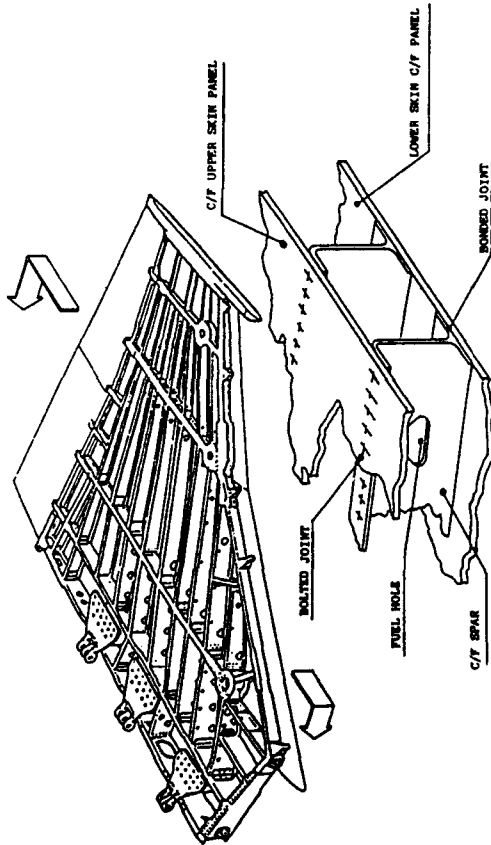 C/F UPPER SKIN PANEL
LOWER SKIN C/F PANEL
BOLTED JOINT
FUEL HOLE
C/F SPAR
BONDED JOINT